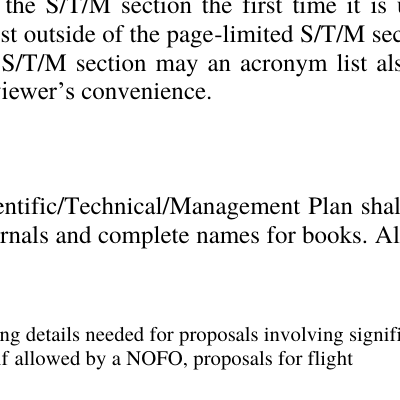 the S/T/M section the first time it is
st outside of the page-limited S/T/M sec
S/T/M section may an acronym list als
viewer’s convenience.
entific/Technical/Management Plan shal
rnals and complete names for books. Al
ng details needed for proposals involving signifi
if allowed by a NOFO, proposals for flight